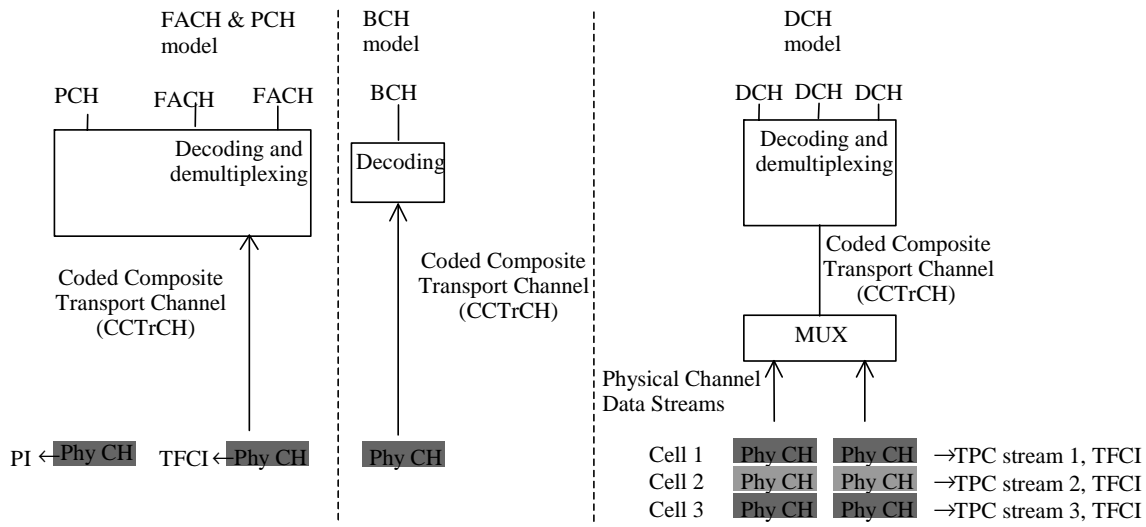 FACH & PCH
model
PCH
FACH
FACH
Decoding and
demultiplexing
Coded Composite
Transport Channel
(CCTrCH)
PI
Phy CH
TFCI
Phy CH
BCH
model
BCH
Decoding
Coded Composite
Transport Channel
(CCTrCH)
Phy CH
DCH
model
DCH
DCH
DCH
Decoding and
demultiplexing
Coded Composite
Transport Channel
(CCTrCH)
MUX
Physical Channel
Data Streams
Cell 1 Phy CH Phy CH →TPC stream 1, TFCI
Cell 2 Phy CH Phy CH →TPC stream 2, TFCI
Cell 3 Phy CH Phy CH →TPC stream 3, TFCI